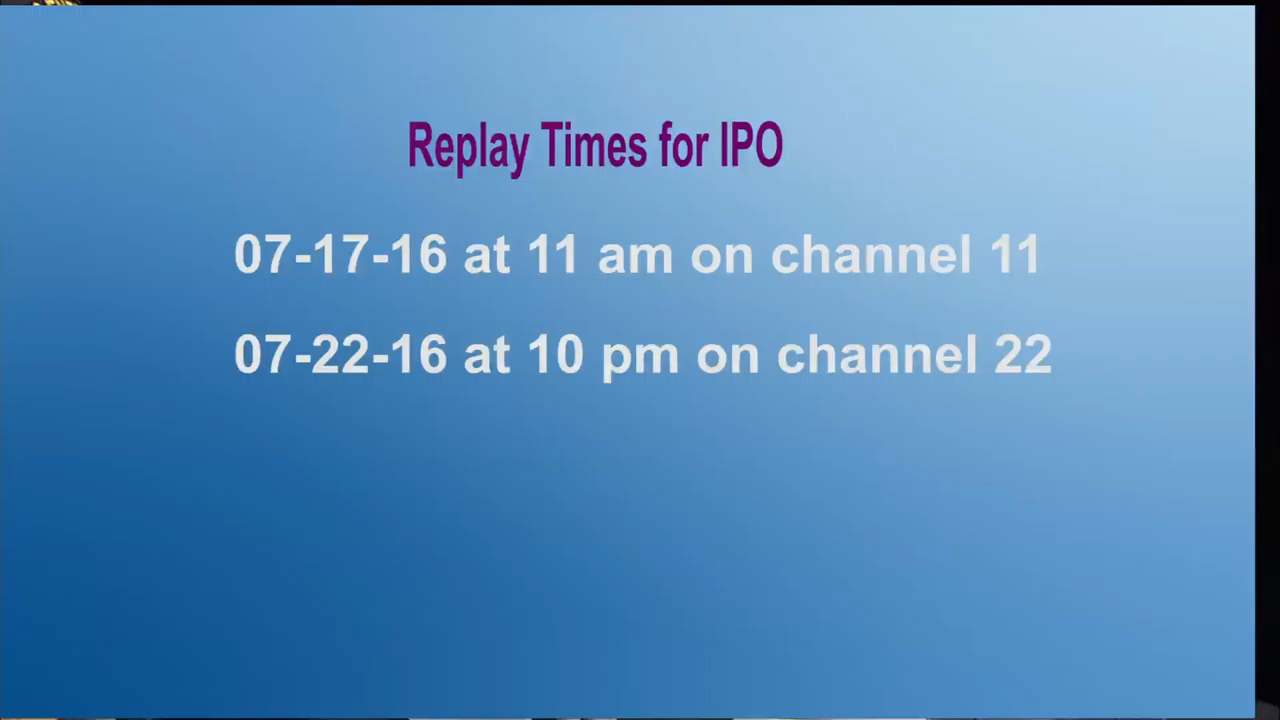 Replay Times for IPO
07-17-16 at 11 am on channel 11
07-22-16 at 10 pm on channel 22